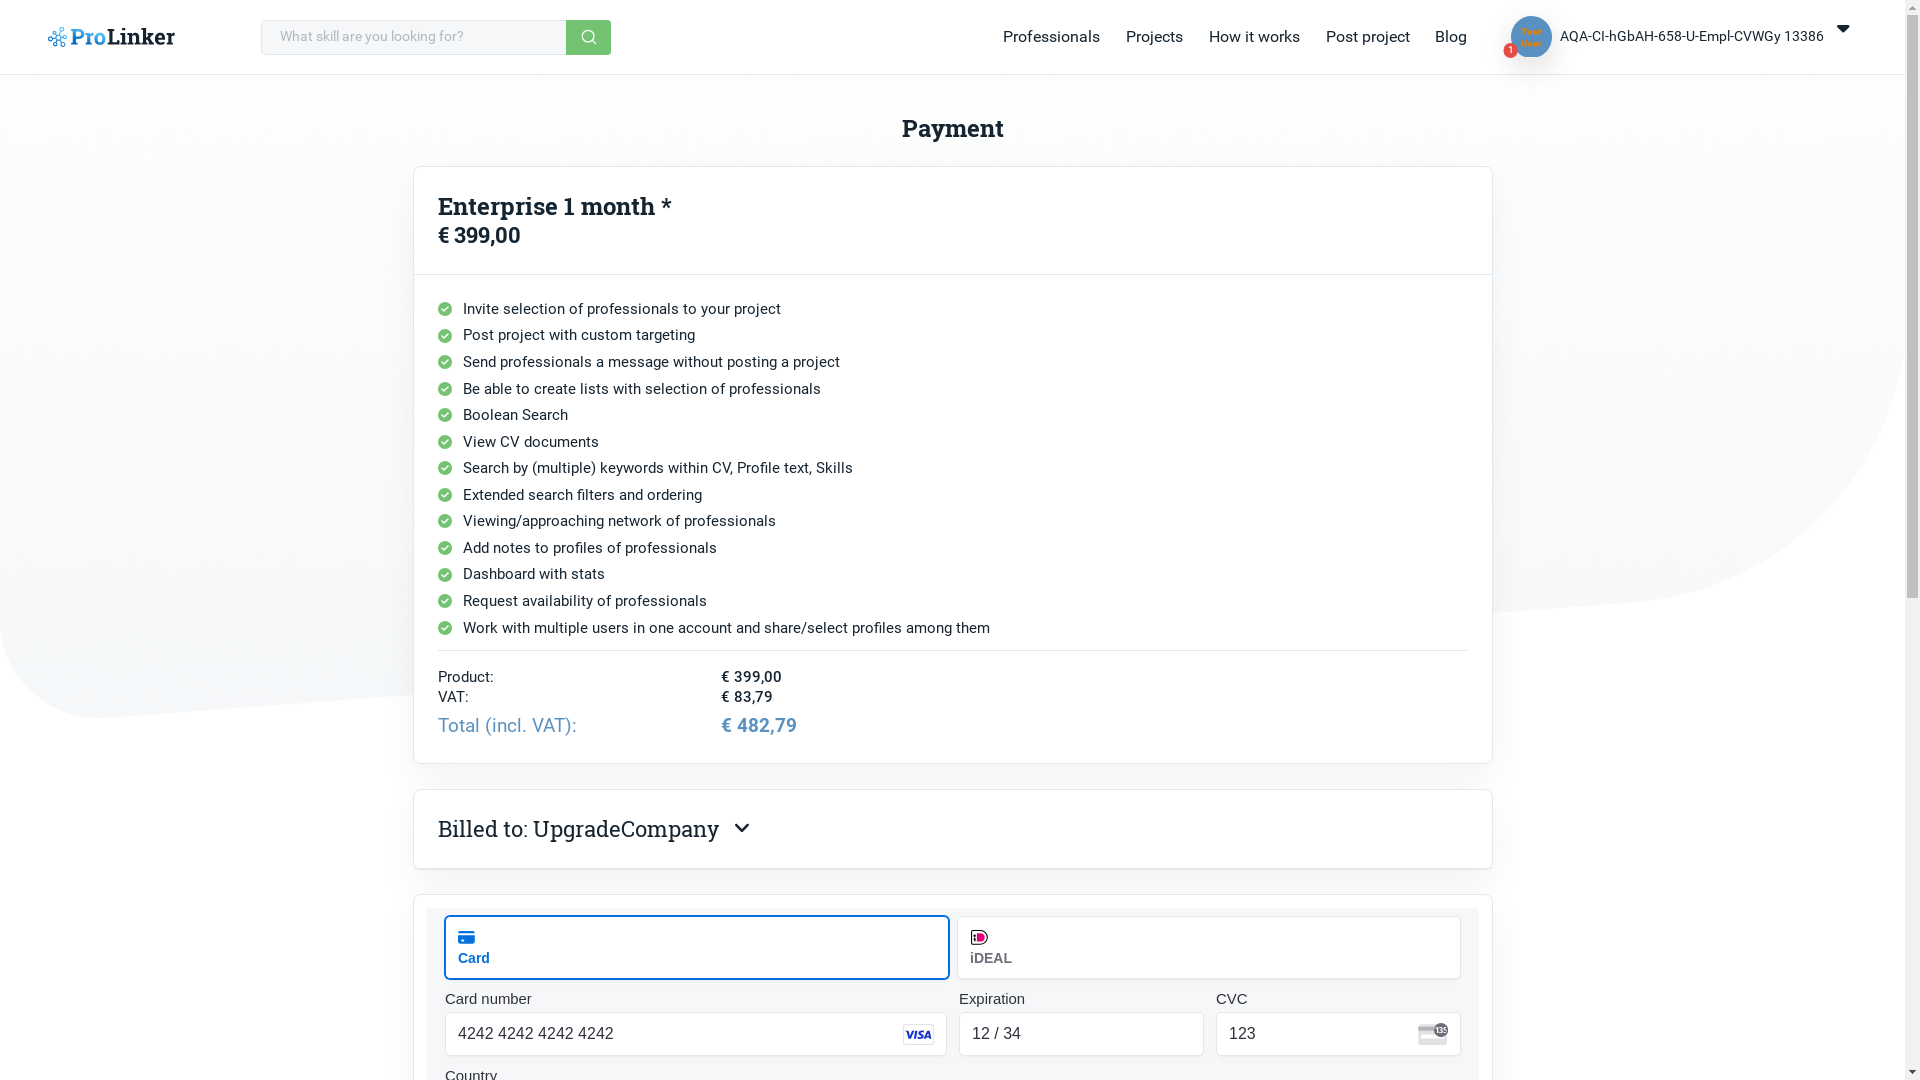 ProLinker
What skill are you looking for?
Professionals
Projects
How it works
Post project
Blog
Test
User
1
AQA-CI-hGbAH-658-U-Empl-CVWGy 13386
Payment
Enterprise 1 month *
€ 399,00
Invite selection of professionals to your project
Post project with custom targeting
Send professionals a message without posting a project
Be able to create lists with selection of professionals
Boolean Search
View CV documents
Search by (multiple) keywords within CV, Profile text, Skills
Extended search filters and ordering
Viewing/approaching network of professionals
Add notes to profiles of professionals
Dashboard with stats
Request availability of professionals
Work with multiple users in one account and share/select profiles among them
Product: € 399,00
VAT: € 83,79
Total (incl. VAT): € 482,79
Billed to: UpgradeCompany
Card
iDEAL
Card number
Expiration
CVC
4242 4242 4242 4242
VISA
12 / 34
123
135
Country